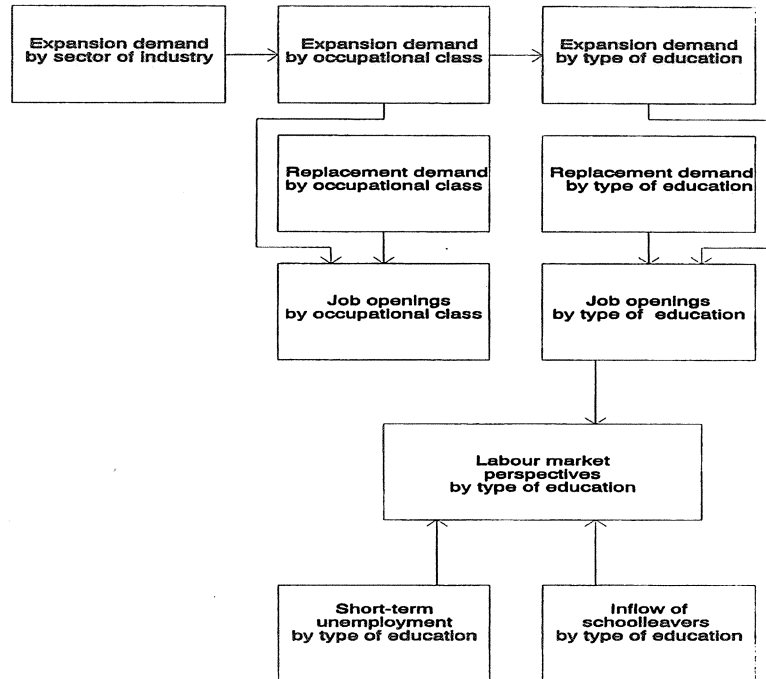 Expansion demand
by sector of industry
Expansion demand
by occupational class
Expansion demand
by type of education
Replacement demand
by occupational class
Replacement demand
by type of education
Job openings
by occupational class
Job openings
by type of education
Labour market
perspectives
by type of education
Short-term
unemployment
by type of education
Inflow of
schoolleavers
by type of education